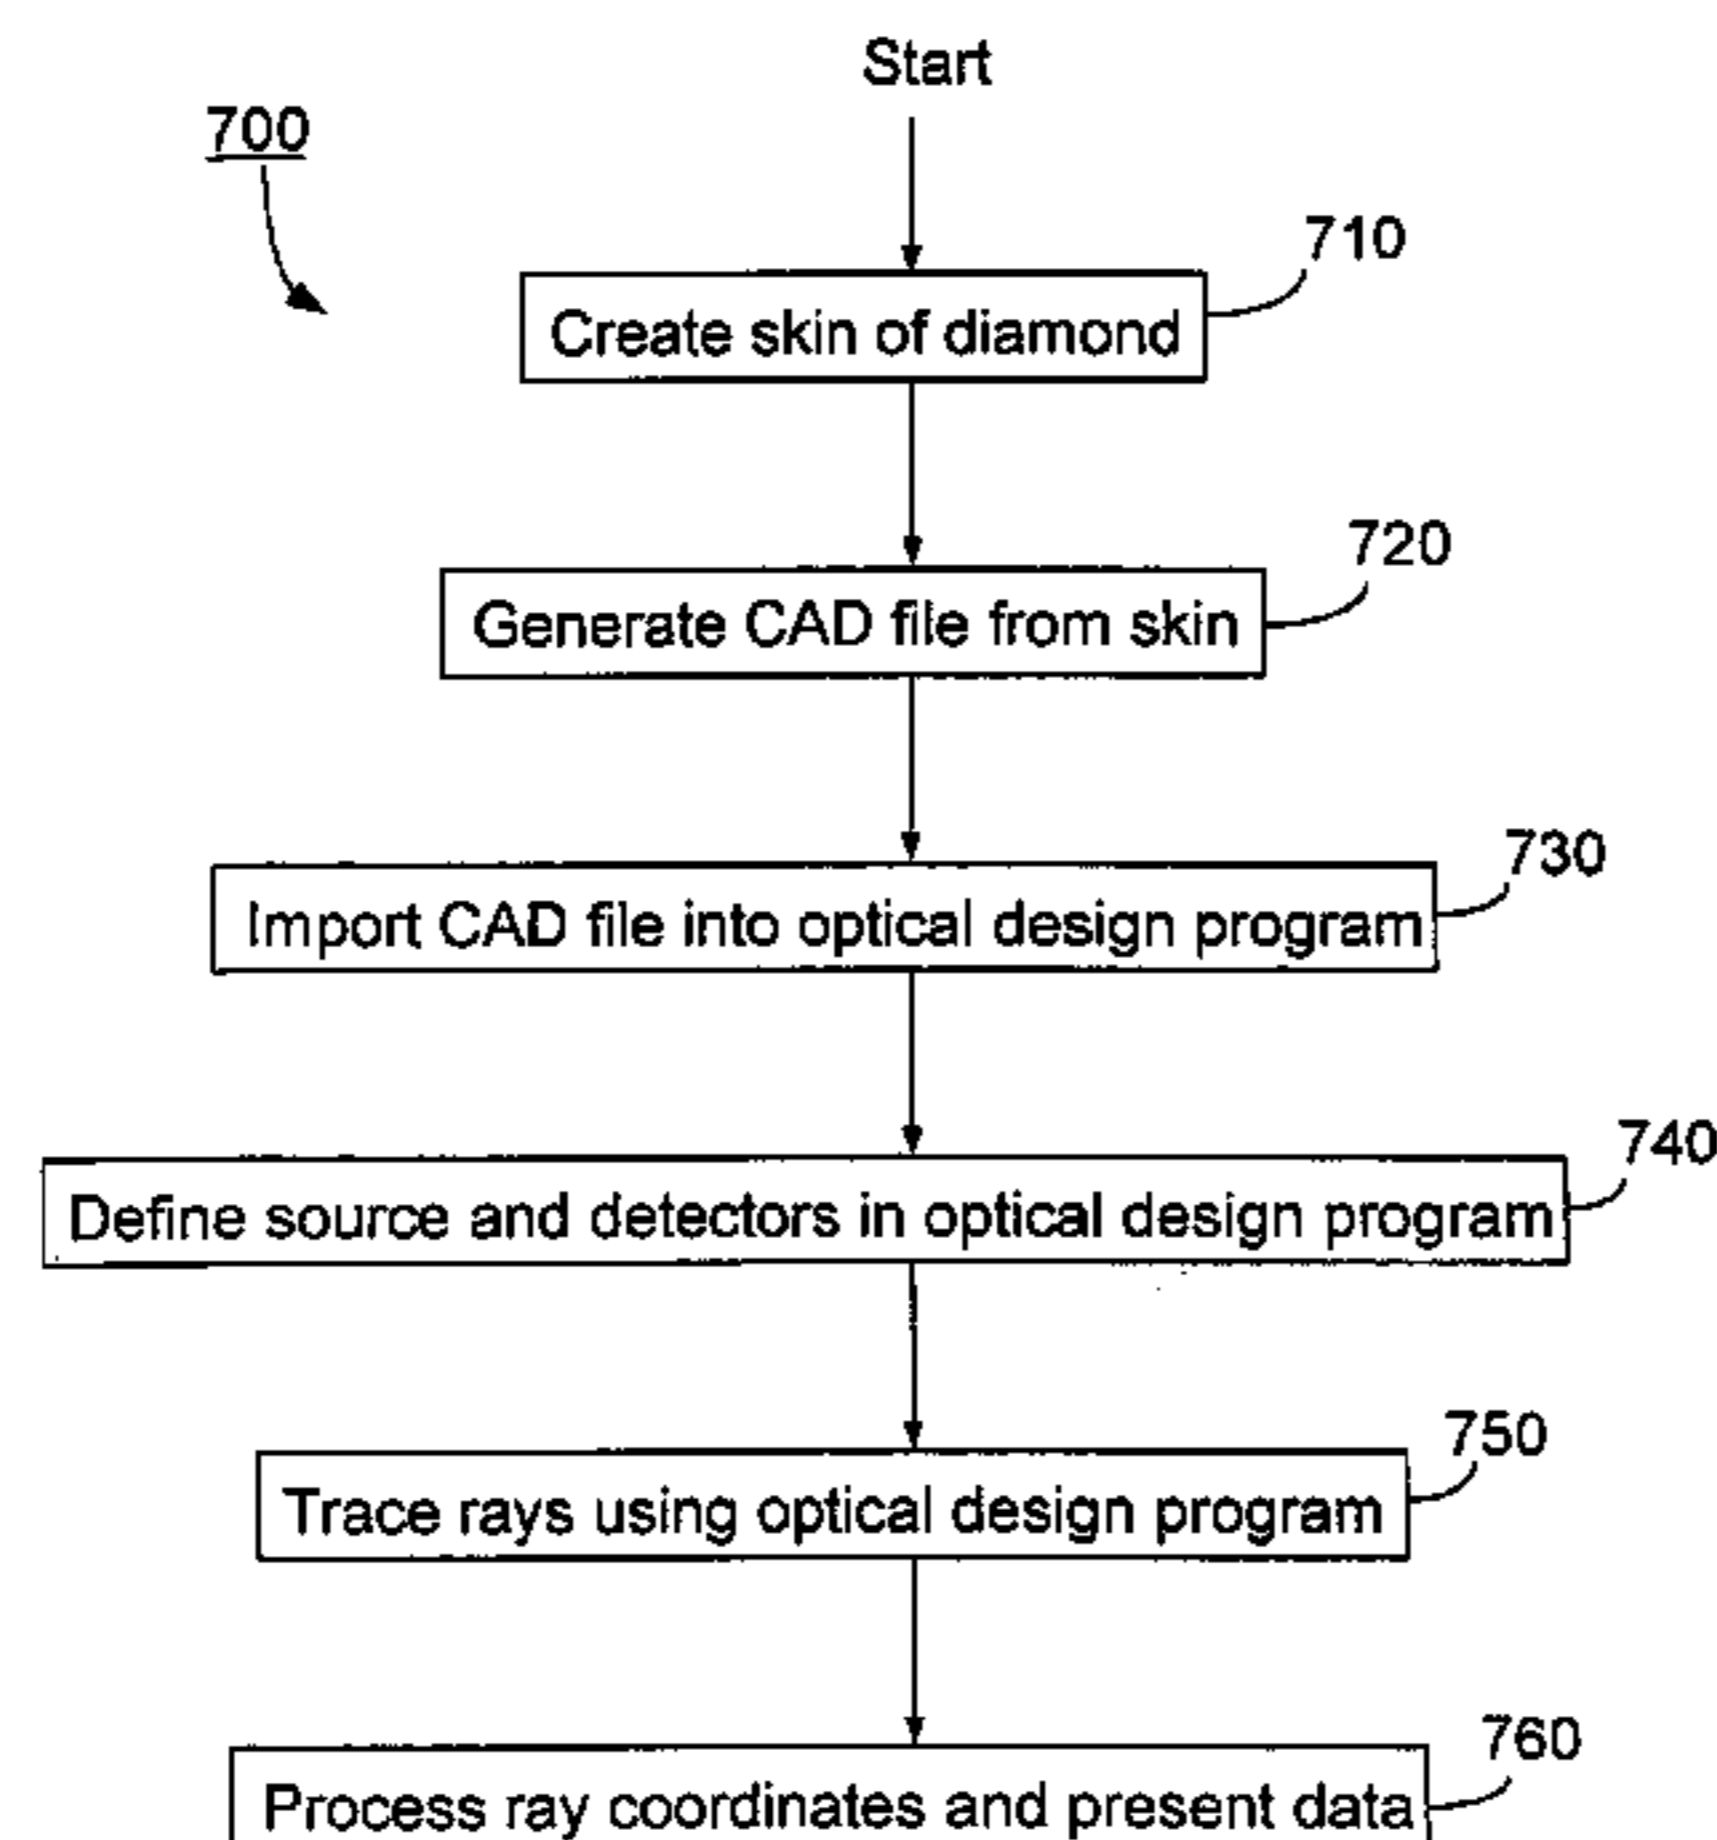 Start
700
710
Create skin of diamond
720
Generate CAD file from skin
730
Import CAD file into optical design program
740
Define source and detectors in optical design program
750
Trace rays using optical design program
760
Process ray coordinates and present data